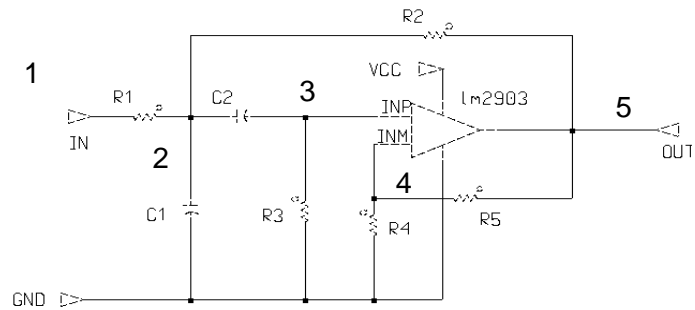 R2
1
VCC
lm2903
R1
C2
3
INP
5
IN
INM
OUT
2
4
C1
R3
R4
R5
GND